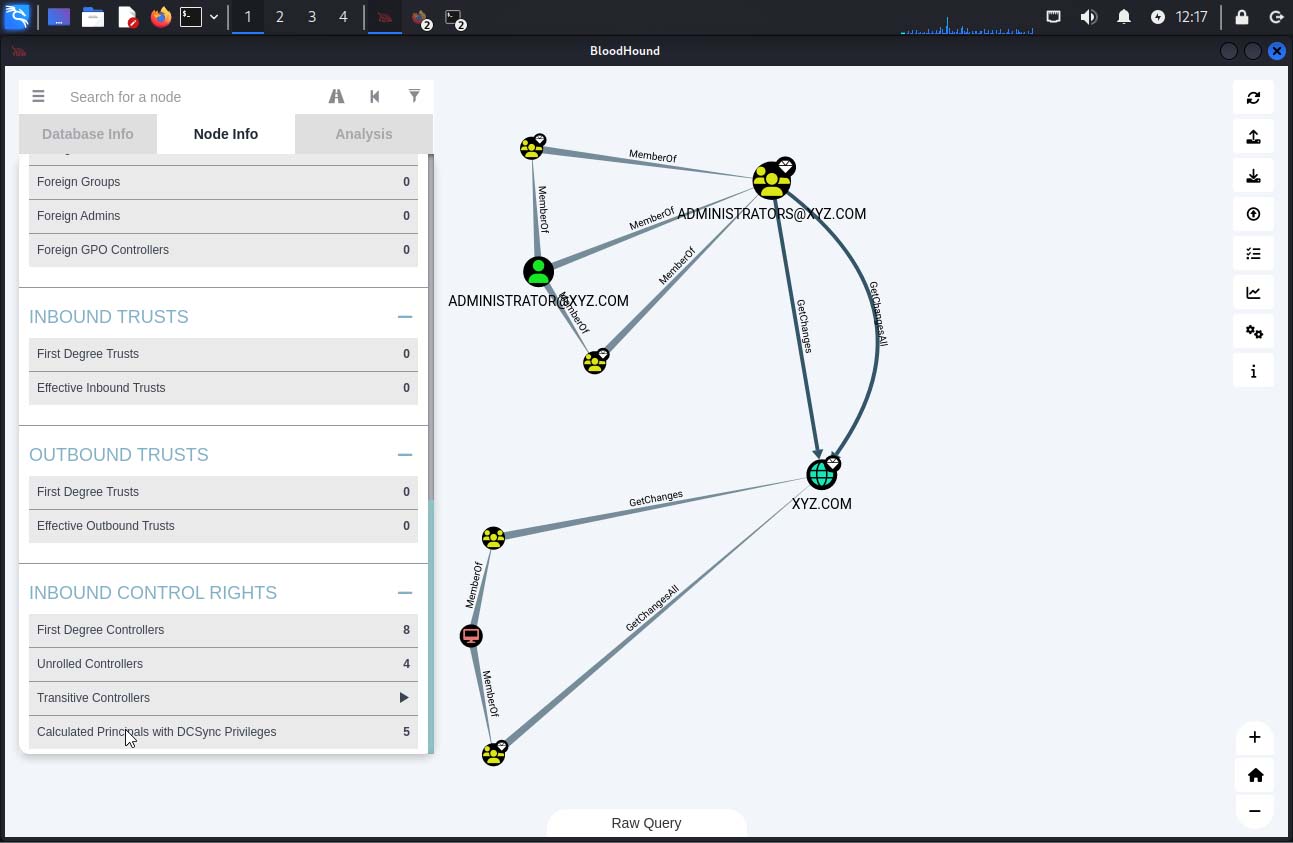 1 2 3 4 2 2 12:17
BloodHound
Search for a node
Database Info Node Info Analysis
Foreign Groups 0
Foreign Admins 0
Foreign GPO Controllers 0
INBOUND TRUSTS
First Degree Trusts 0
Effective Inbound Trusts 0
OUTBOUND TRUSTS
First Degree Trusts 0
Effective Outbound Trusts 0
INBOUND CONTROL RIGHTS
First Degree Controllers 8
Unrolled Controllers 4
Transitive Controllers
Calculated Principals with DCSync Privileges 5
MemberOf
MemberOf
MemberOf
ADMINISTRATORS@XYZ.COM
MemberOf
ADMINISTRATOR@XYZ.COM
MemberOf
GetChanges
GetChangesAll
XYZ.COM
GetChanges
MemberOf
GetChangesAll
MemberOf
Raw Query